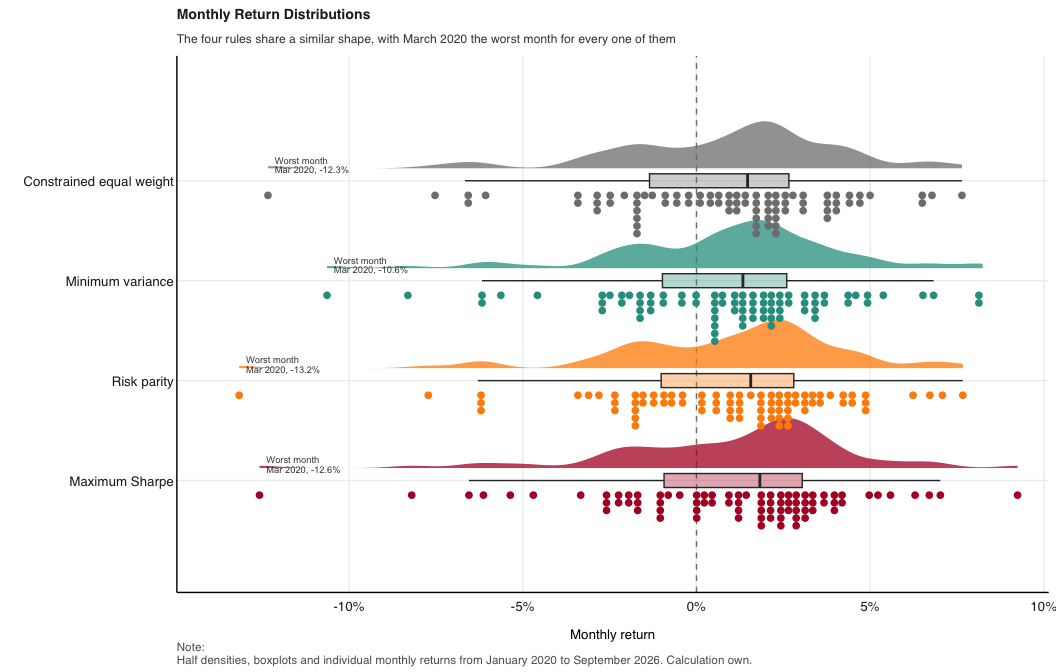 Monthly Return Distributions
The four rules share a similar shape, with March 2020 the worst month for every one of them
Worst month
Mar 2020, -12.3%
Constrained equal weight
Worst month
Mar 2020, -10.6%
Minimum variance
Worst month
Mar 2020, -13.2%
Risk parity
Worst month
Mar 2020, -12.6%
Maximum Sharpe
-10% -5% 0% 5% 10%
Monthly return
Note:
Half densities, boxplots and individual monthly returns from January 2020 to September 2026. Calculation own.